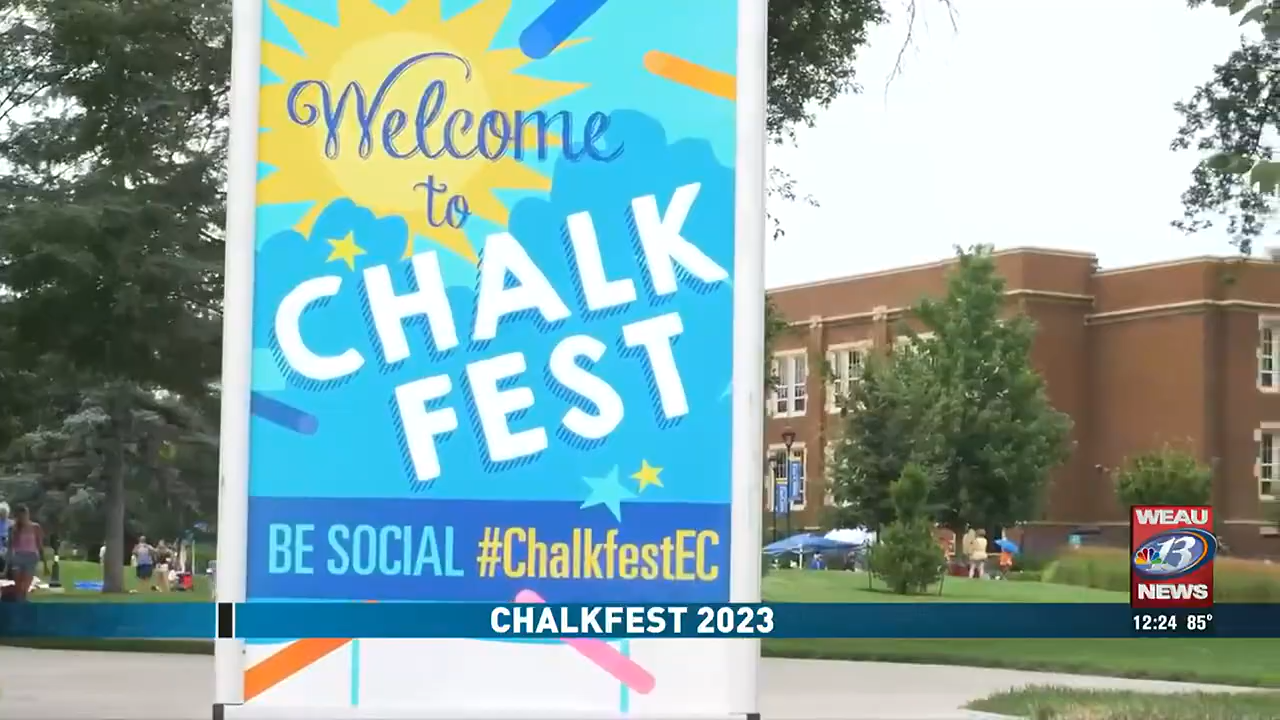 Welcome
to
CHALK
FEST
BE SOCIAL #ChalkfestEC
CHALKFEST 2023
WEAU
13
NEWS
12:24 85°